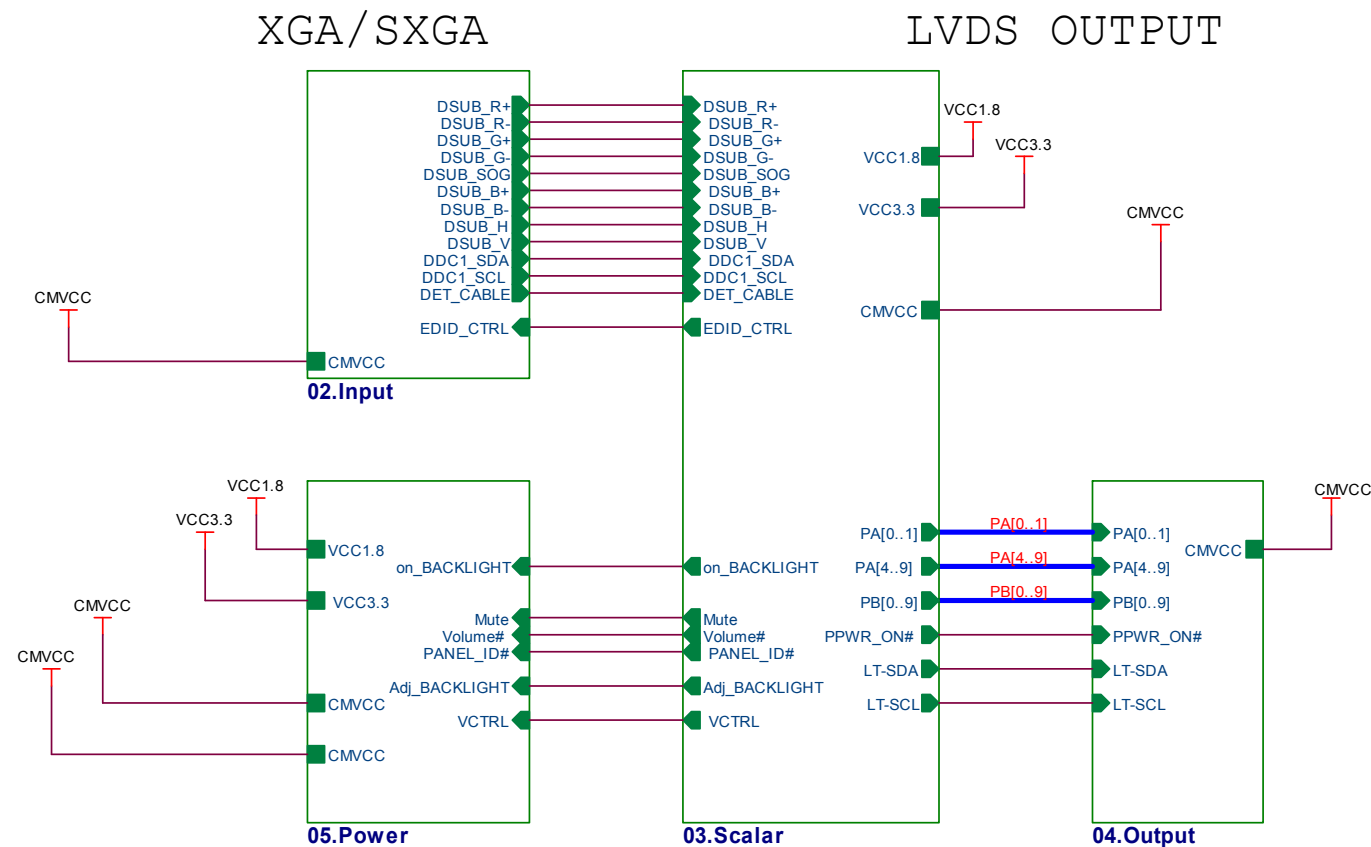 XGA/SXGA
LVDS OUTPUT
DSUB_R+
DSUB_R-
DSUB_G+
DSUB_G-
DSUB_SOG
DSUB_B+
DSUB_B-
DSUB_H
DSUB_V
DDC1_SDA
DDC1_SCL
DET_CABLE
EDID_CTRL
CMVCC
CMVCC
02.Input
DSUB_R+
DSUB_R-
DSUB_G+
DSUB_G-
DSUB_SOG
DSUB_B+
DSUB_B-
DSUB_H
DSUB_V
DDC1_SDA
DDC1_SCL
DET_CABLE
EDID_CTRL
VCC1.8
VCC1.8
VCC3.3
VCC3.3
CMVCC
CMVCC
VCC1.8
VCC3.3
CMVCC
CMVCC
VCC1.8
VCC3.3
CMVCC
CMVCC
on_BACKLIGHT
Mute
Volume#
PANEL_ID#
Adj_BACKLIGHT
VCTRL
05.Power
on_BACKLIGHT
Mute
Volume#
PANEL_ID#
Adj_BACKLIGHT
VCTRL
PA[0..1]
PA[4..9]
PB[0..9]
PPWR_ON#
LT-SDA
LT-SCL
03.Scalar
PA[0..1]
PA[4..9]
PB[0..9]
PA[0..1]
PA[4..9]
PB[0..9]
PPWR_ON#
LT-SDA
LT-SCL
CMVCC
CMVCC
04.Output